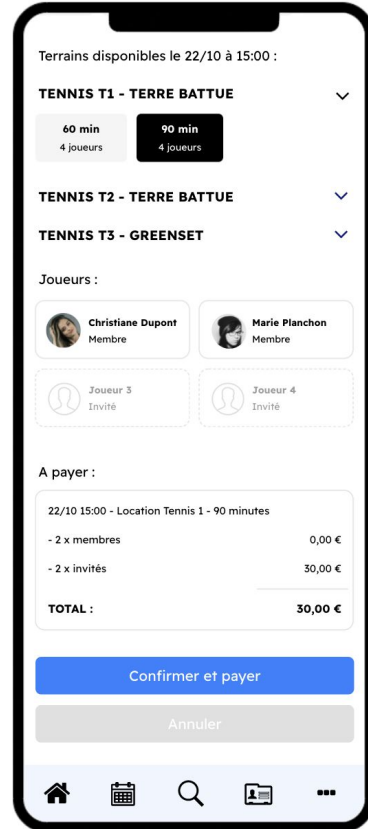 Terrains disponibles le 22/10 à 15:00 :
TENNIS T1 - TERRE BATTUE
60 min
4 joueurs
90 min
4 joueurs
TENNIS T2 - TERRE BATTUE
TENNIS T3 - GREENSET
Joueurs :
Christiane Dupont
Membre
Marie Planchon
Membre
Joueur 3
Invité
Joueur 4
Invité
A payer :
22/10 15:00 - Location Tennis 1 - 90 minutes
- 2 x membres 0,00 €
- 2 x invités 30,00 €
TOTAL : 30,00 €
Confirmer et payer
Annuler